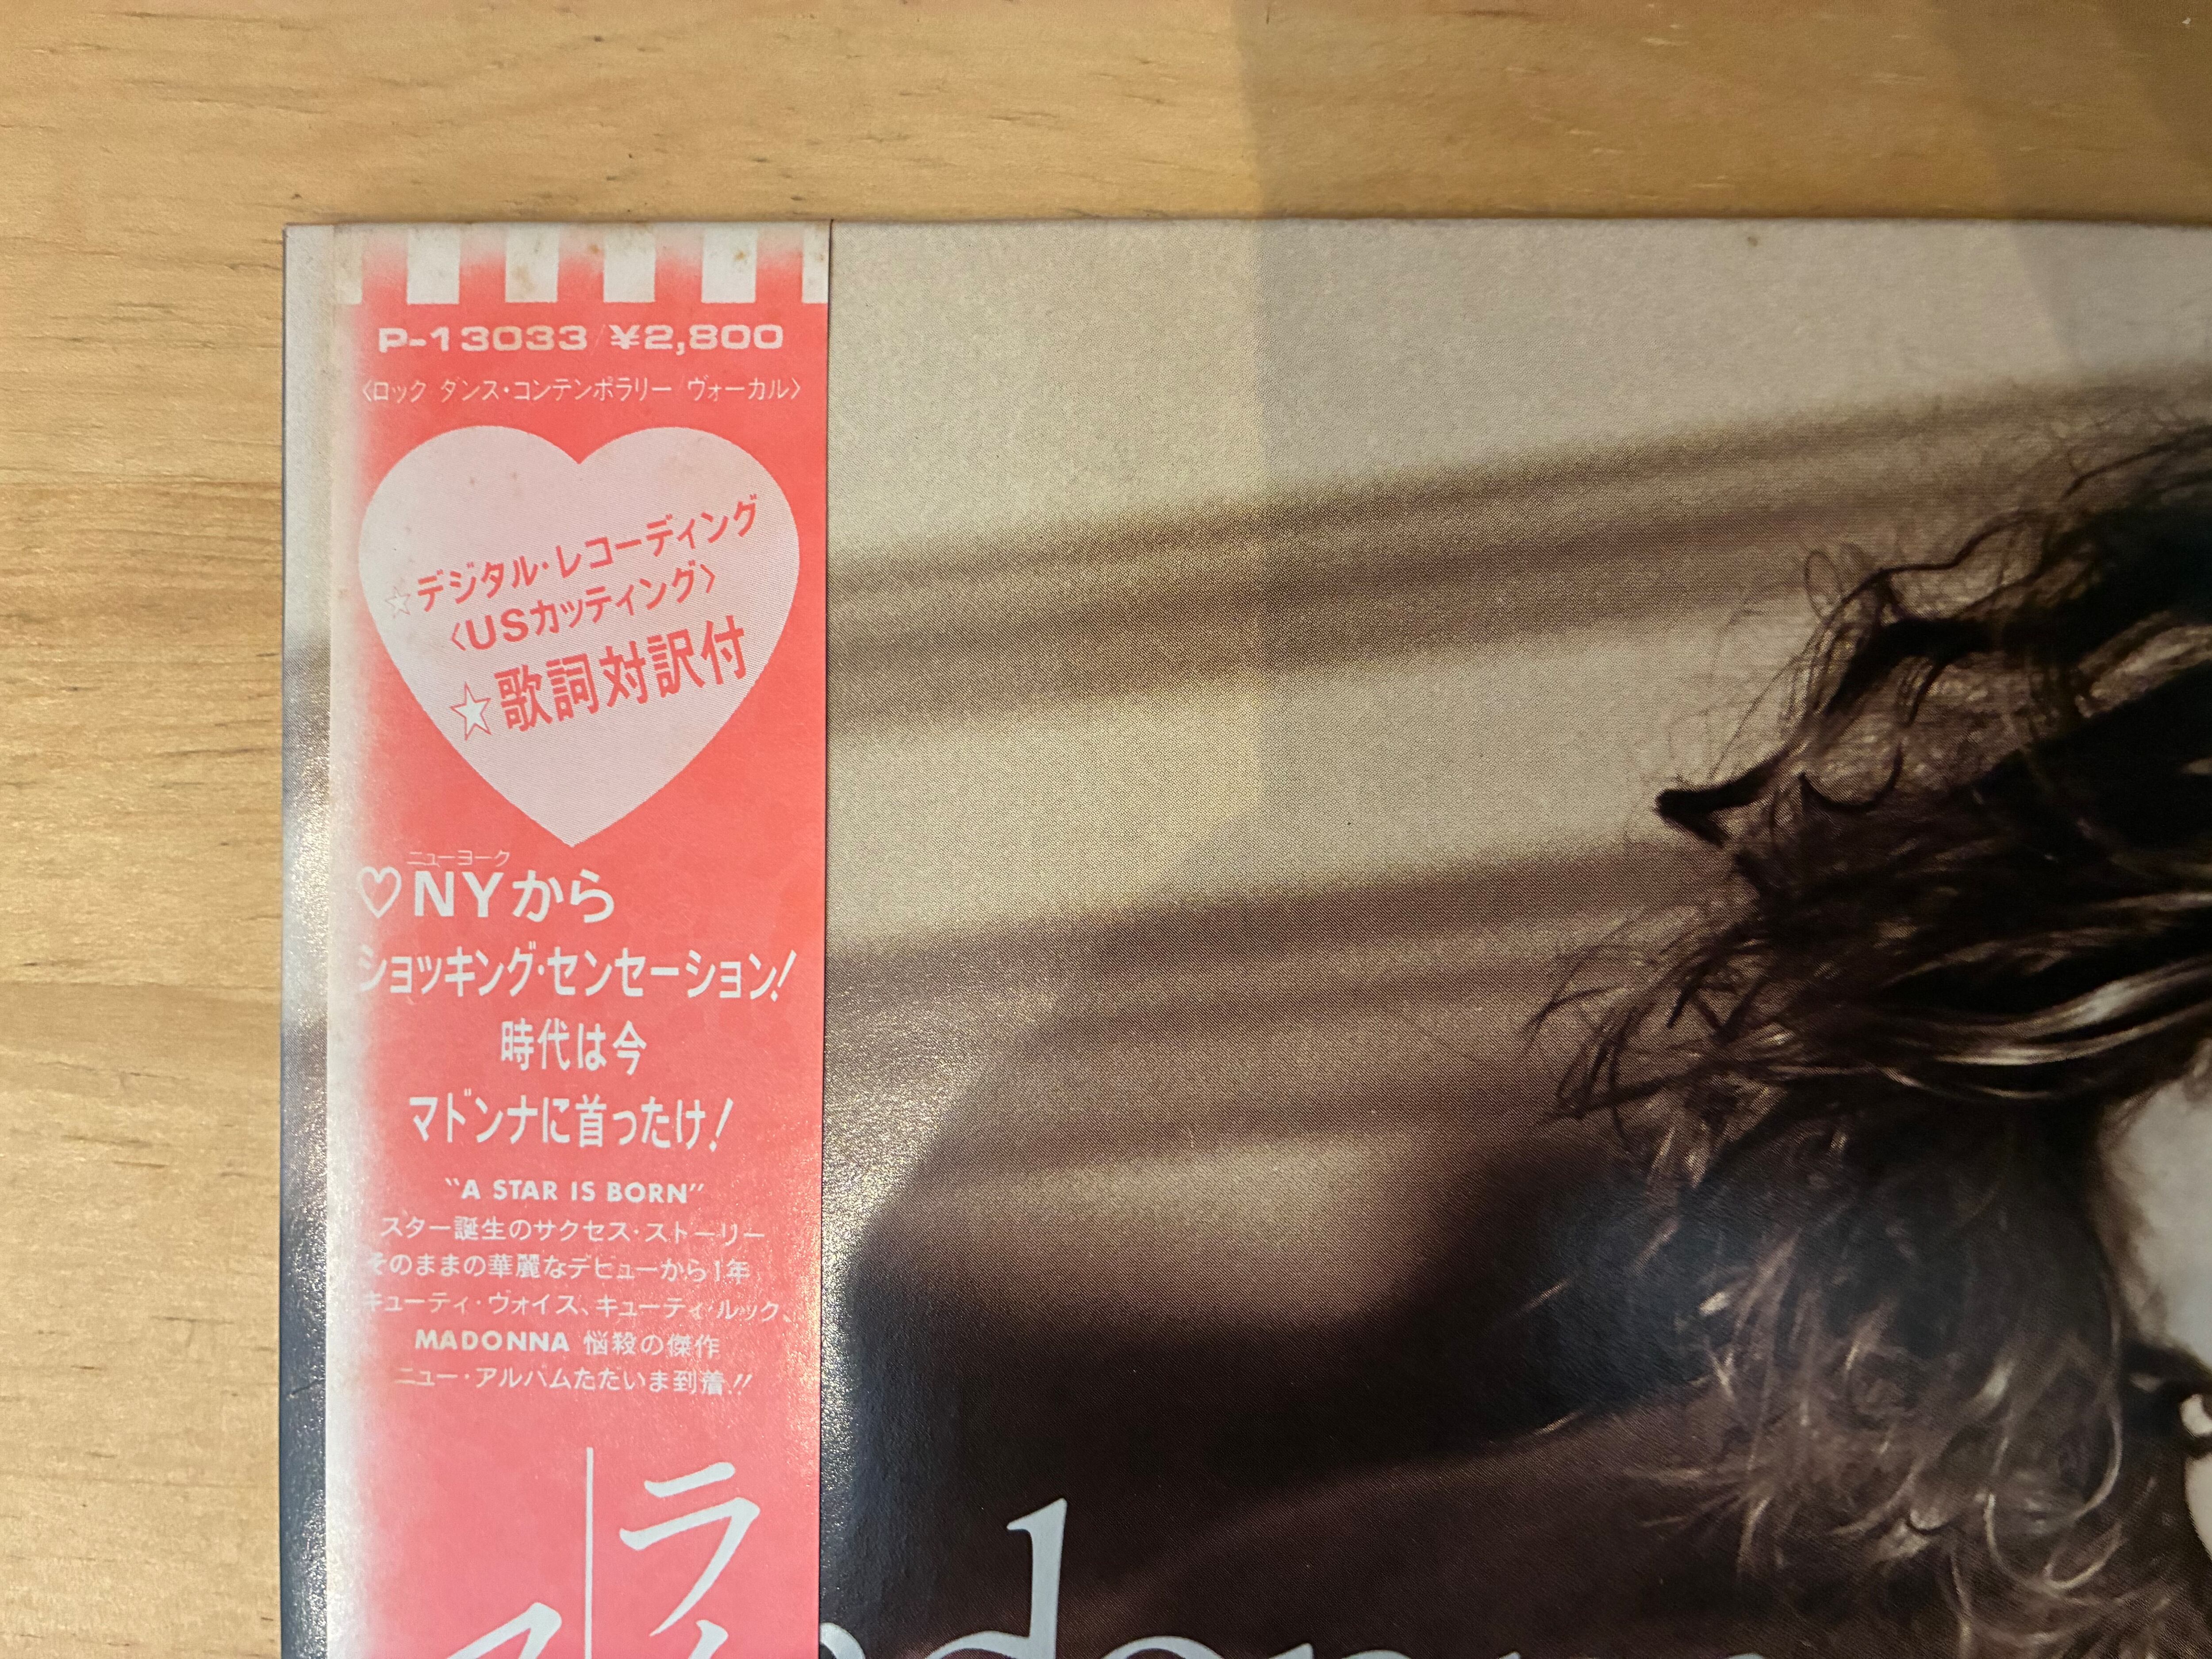 P-13033/¥2,800
〈ロック ダンス・コンテンポラリー/ヴォーカル〉
☆デジタル・レコーディング
〈USカッティング〉
☆歌詞対訳付
ニューヨーク
♡NYから
ショッキング・センセーション!
時代は今
マドンナに首ったけ!
"A STAR IS BORN"
スター誕生のサクセス・ストーリー
そのままの華麗なデビューから1年
キューティ・ヴォイス、キューティ・ルック、
MADONNA 悩殺の傑作
ニュー・アルバムただいま到着!!
ラ